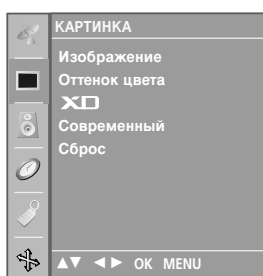 КАРТИНКА
Изображение
Оттенок цвета
XD
Современный
Сброс
▲▼ ◄► OK MENU